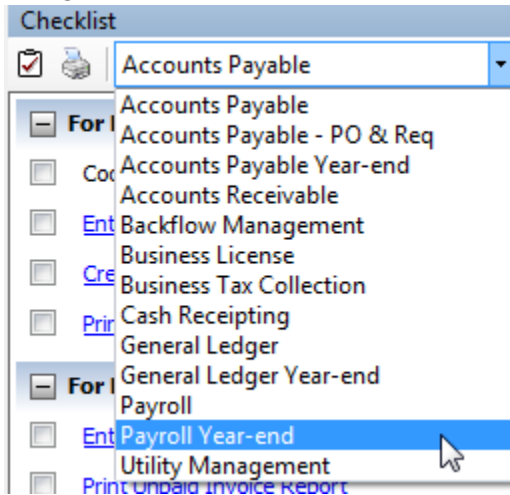 Checklist
Accounts Payable
Accounts Payable
For
Accounts Payable - PO & Req
Accounts Payable Year-end
Accounts Receivable
Ent
Backflow Management
Business License
Cre
Business Tax Collection
Cash Receipting
Prin
General Ledger
General Ledger Year-end
For
Payroll
Ent
Payroll Year-end
Utility Management
Print Unpaid Invoice Report